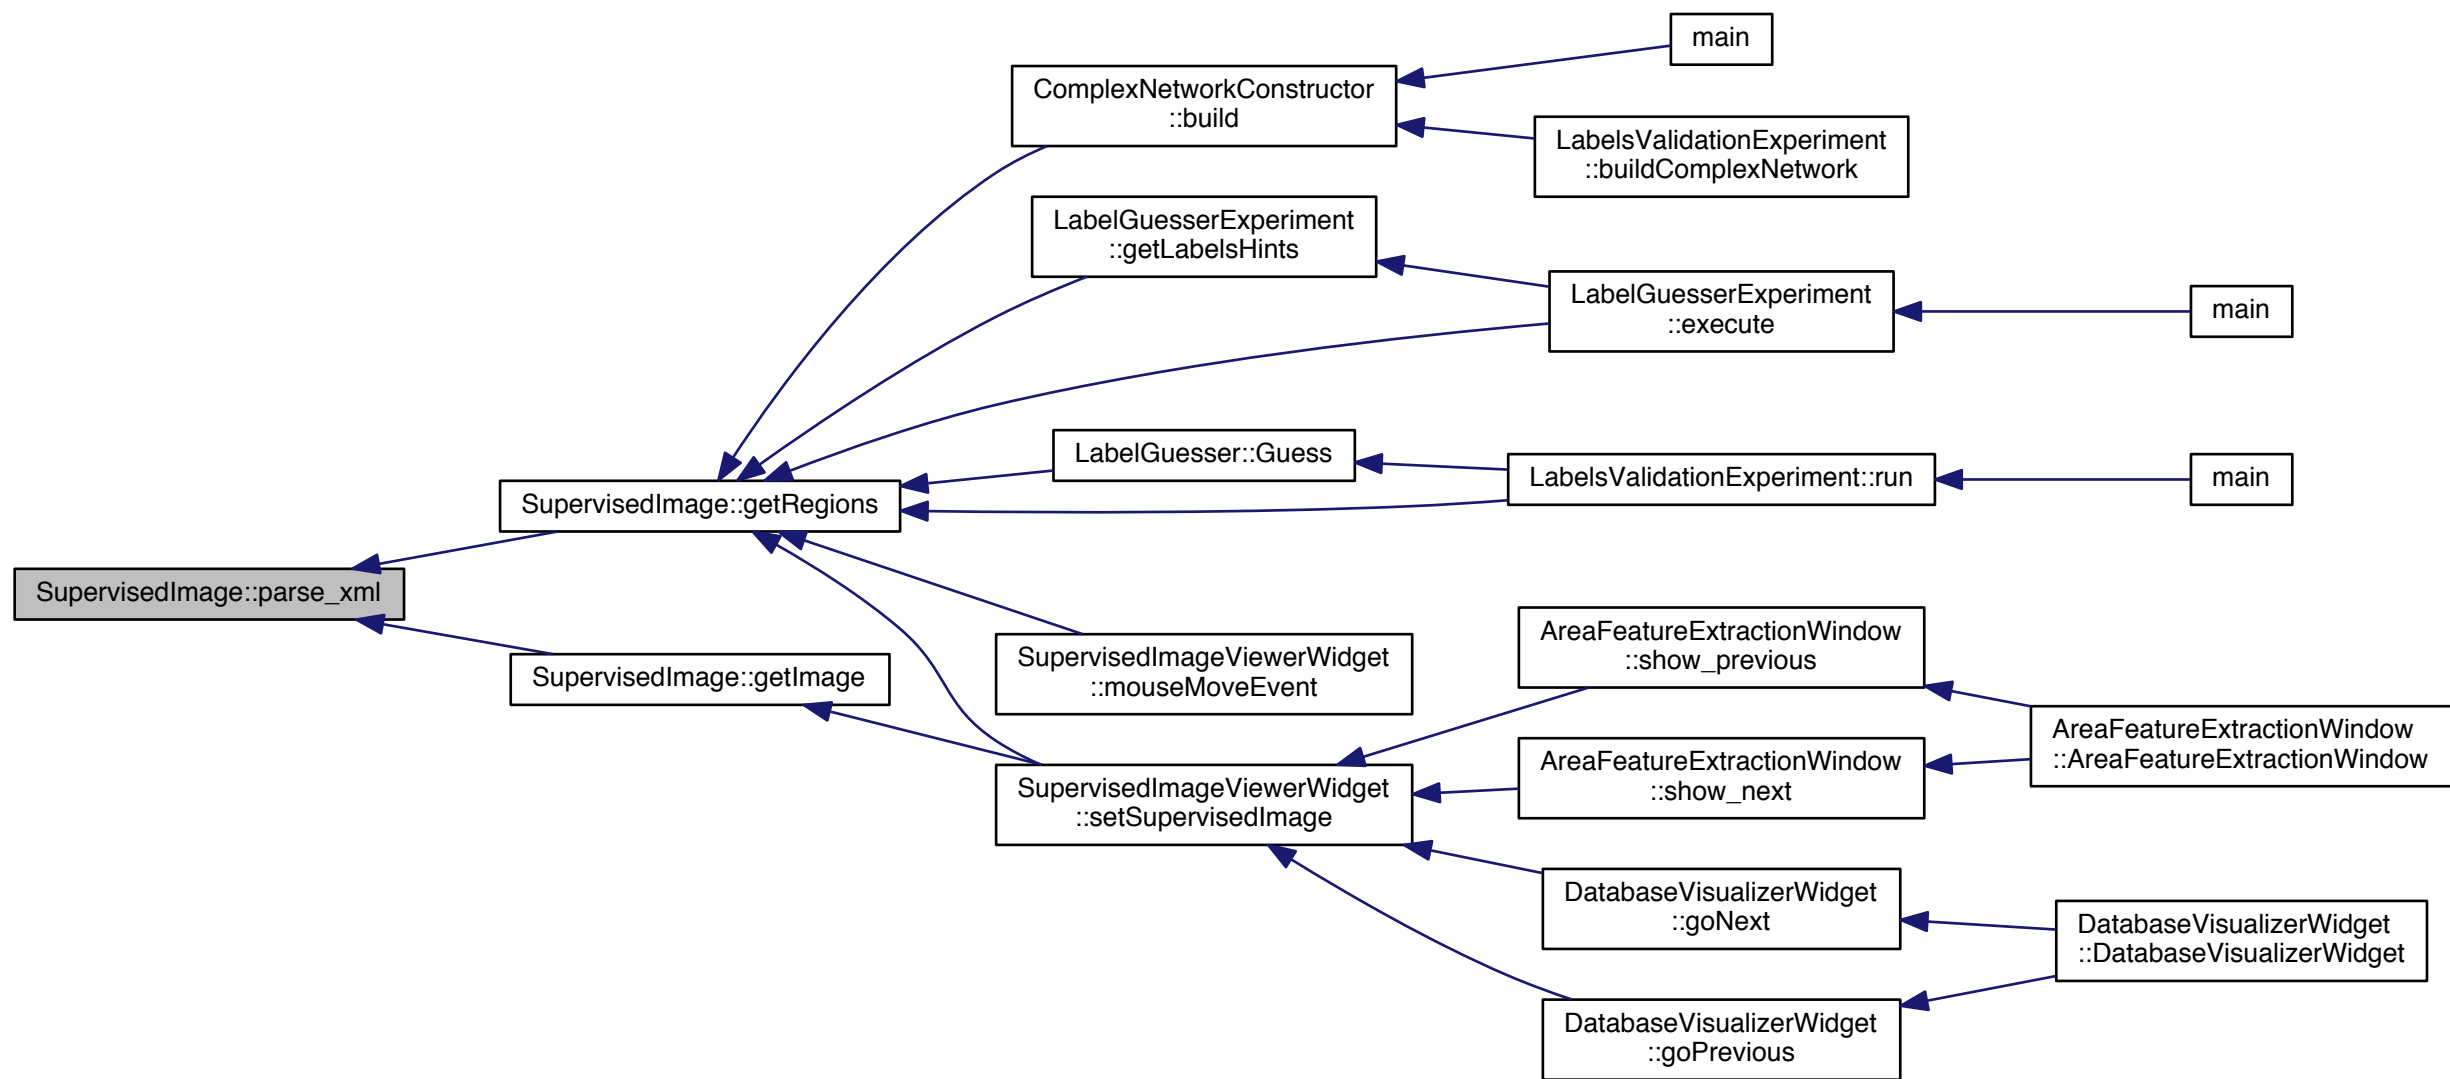 main
ComplexNetworkConstructor
::build
LabelsValidationExperiment
::buildComplexNetwork
LabelGuesserExperiment
::getLabelsHints
LabelGuesserExperiment
::execute
main
LabelGuesser::Guess
LabelsValidationExperiment::run
main
SupervisedImage::getRegions
SupervisedImage::parse_xml
SupervisedImage::getImage
SupervisedImageViewerWidget
::mouseMoveEvent
AreaFeatureExtractionWindow
::show_previous
AreaFeatureExtractionWindow
::AreaFeatureExtractionWindow
AreaFeatureExtractionWindow
::show_next
SupervisedImageViewerWidget
::setSupervisedImage
DatabaseVisualizerWidget
::goNext
DatabaseVisualizerWidget
::DatabaseVisualizerWidget
DatabaseVisualizerWidget
::goPrevious